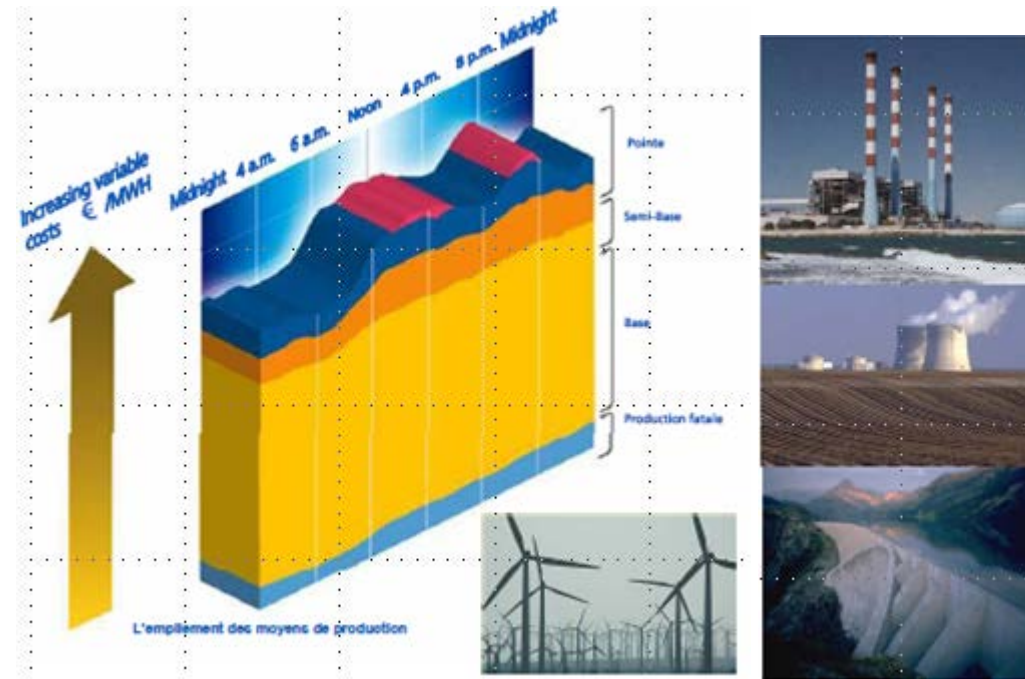 Midnight 4 a.m. 6 a.m. Noon 4 p.m. 8 p.m. Midnight
Increasing variable
costs € /MWH
Pointe
Semi-Base
Base
Production fatale
L'empilement des moyens de production